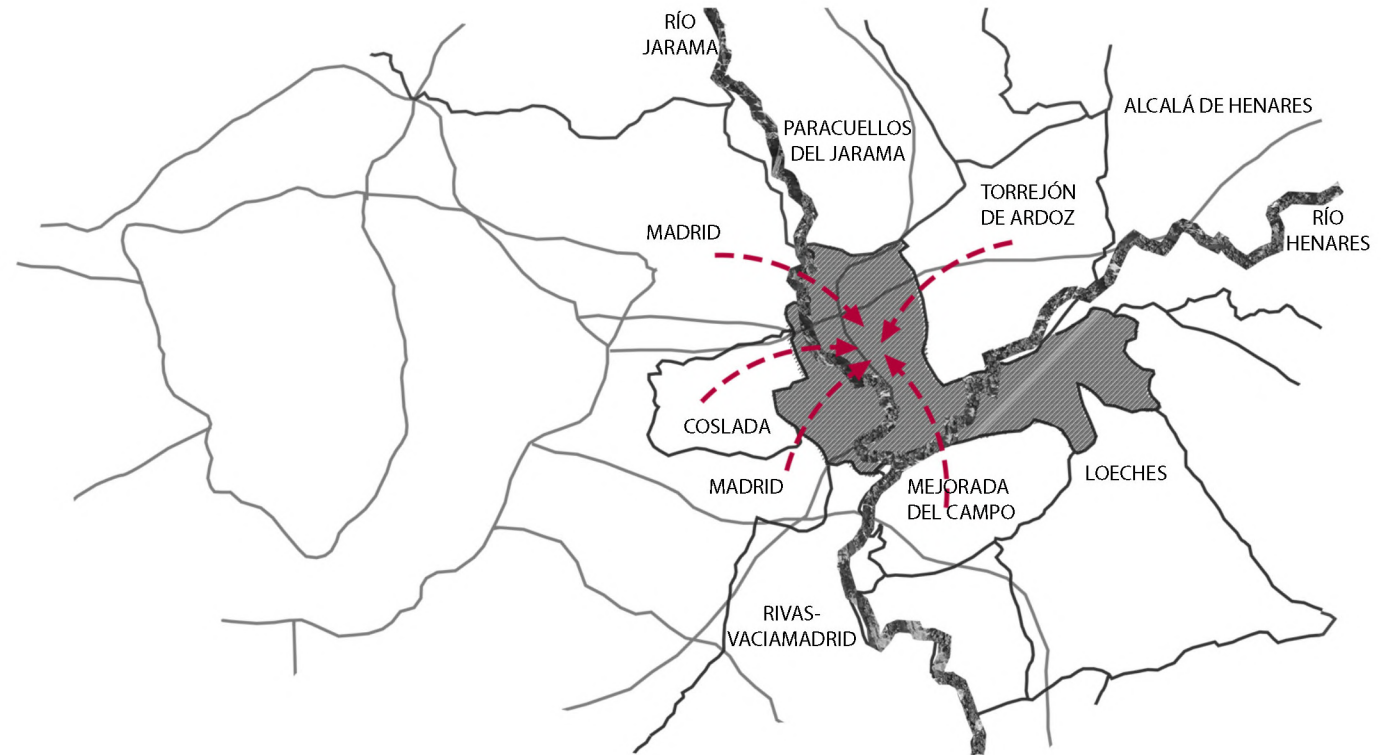 RÍO
JARAMA
ALCALÁ DE HENARES
PARACUELLOS
DEL JARAMA
TORREJÓN
DE ARDOZ
RÍO
HENARES
MADRID
COSLADA
MADRID
MEJORADA
DEL CAMPO
LOECHES
RIVAS-
VACIAMADRID